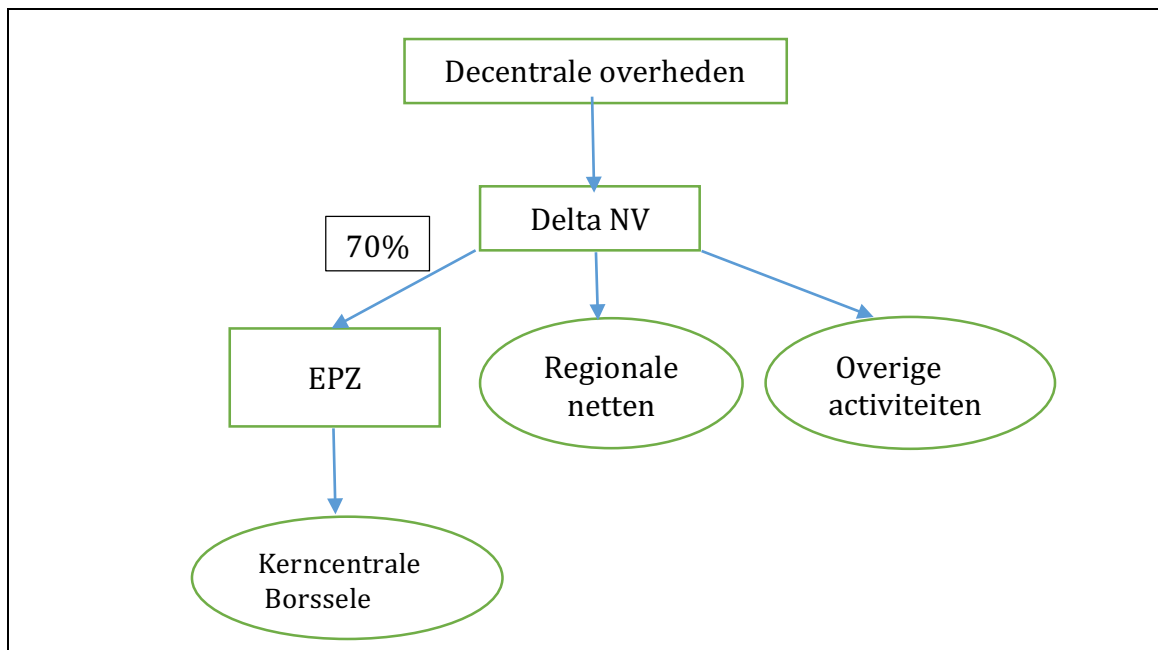 Decentrale overheden
Delta NV
70%
EPZ
Regionale
netten
Overige
activiteiten
Kerncentrale
Borssele